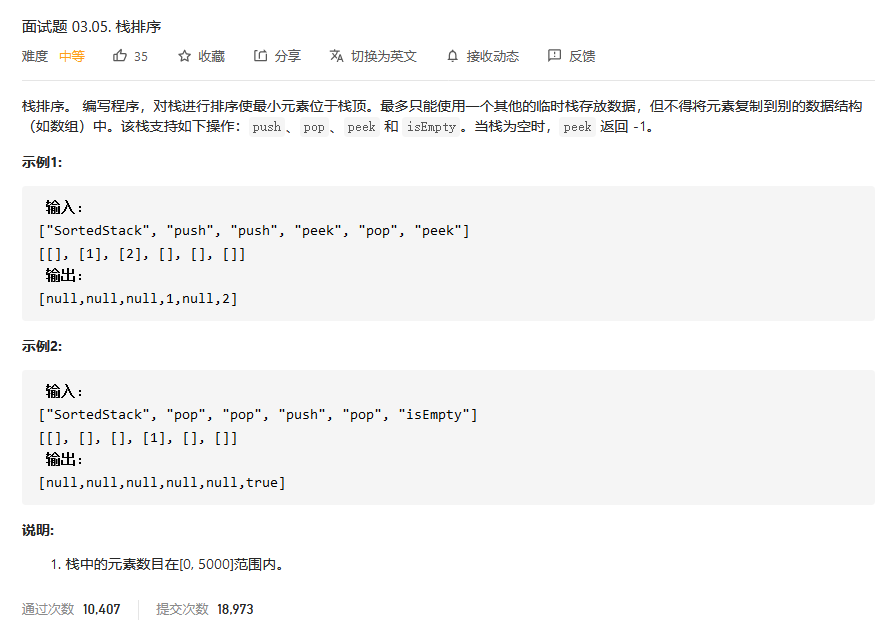 面试题 03.05. 栈排序
难度 中等 35 收藏 分享 切换为英文 接收动态 反馈
栈排序。 编写程序，对栈进行排序使最小元素位于栈顶。最多只能使用一个其他的临时栈存放数据，但不得将元素复制到别的数据结构
（如数组）中。该栈支持如下操作：push、pop、peek 和 isEmpty。当栈为空时，peek 返回 -1。
示例1:
输入：
["SortedStack", "push", "push", "peek", "pop", "peek"]
[[], [1], [2], [], [], []]
输出：
[null,null,null,1,null,2]
示例2:
输入：
["SortedStack", "pop", "pop", "push", "pop", "isEmpty"]
[[], [], [], [1], [], []]
输出：
[null,null,null,null,null,true]
说明:
1. 栈中的元素数目在[0, 5000]范围内。
通过次数 10,407 提交次数 18,973